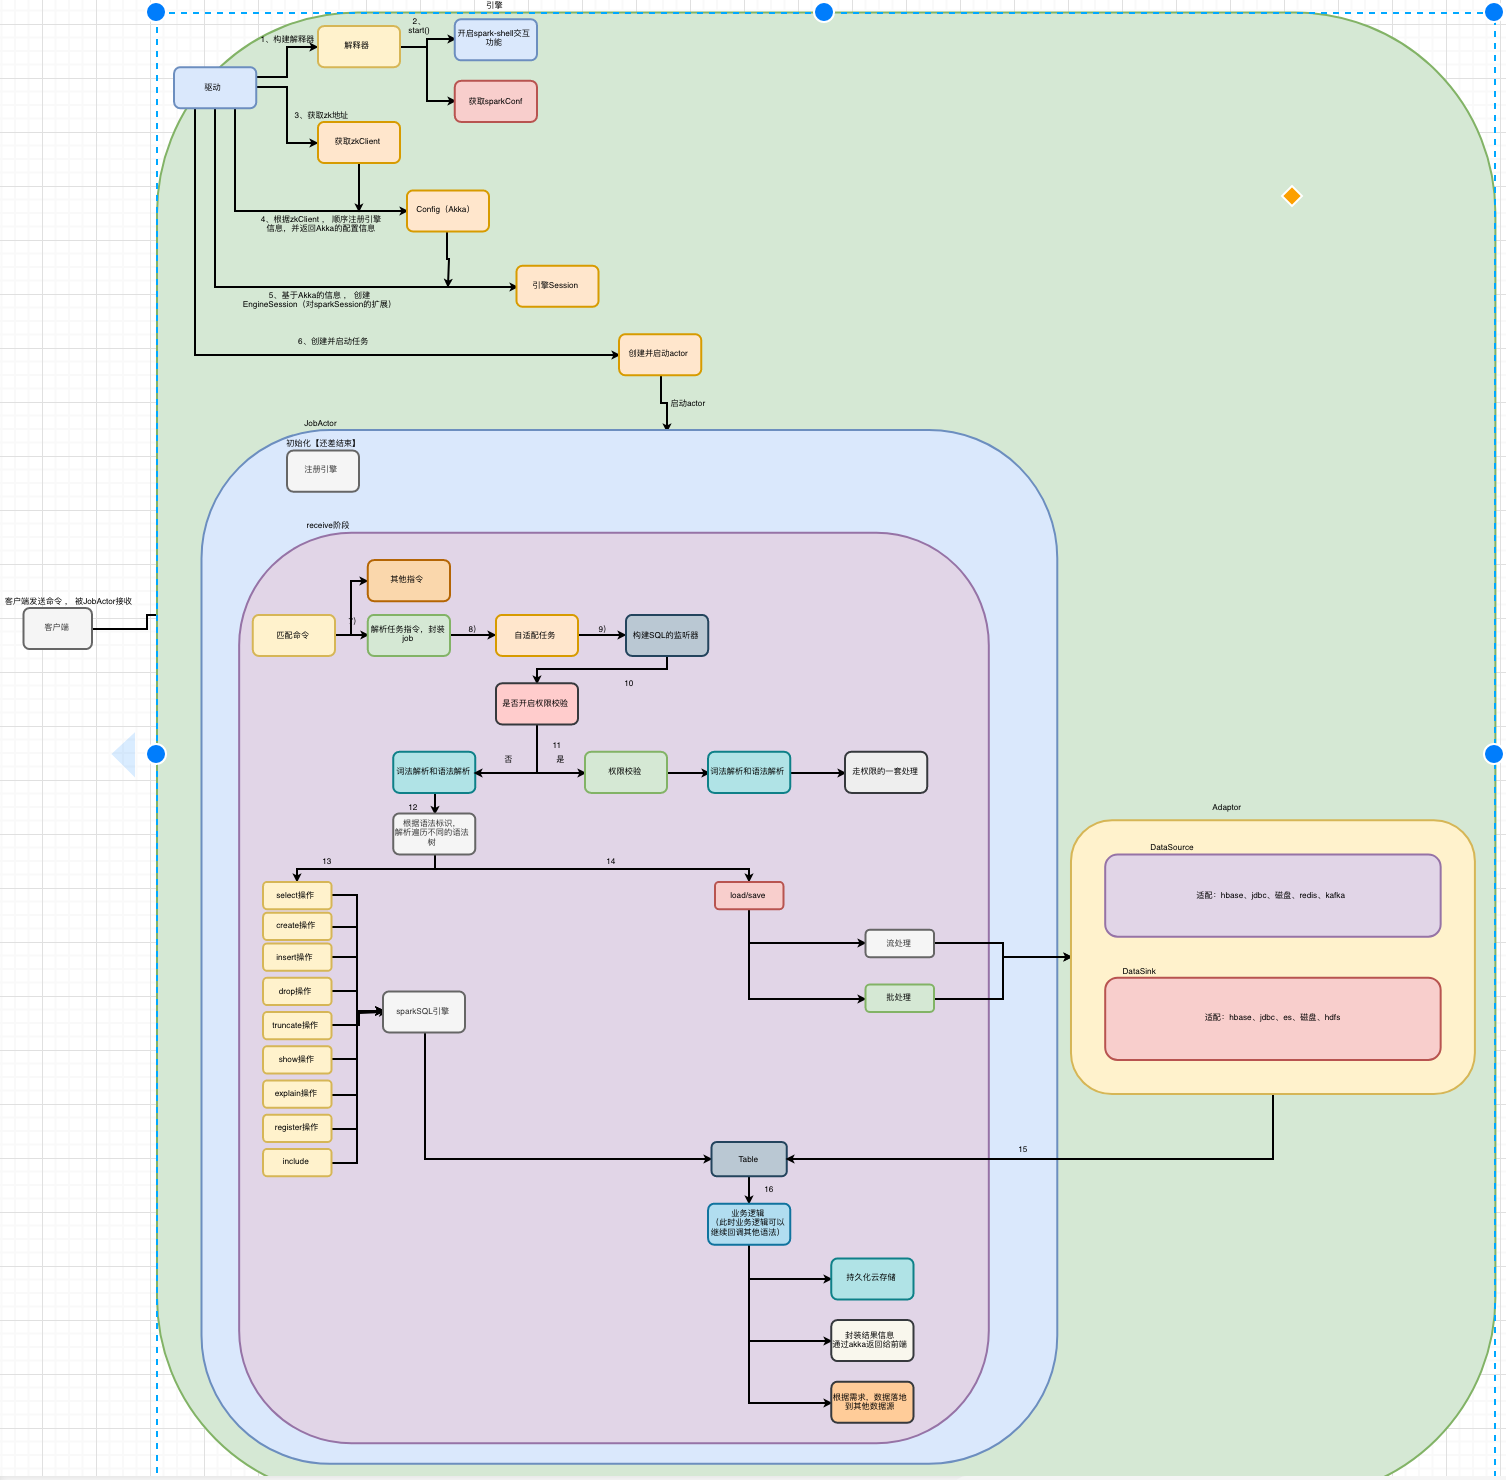 引擎
1、构建解释器
解释器
2、
start()
开启spark-shell交互
功能
获取sparkConf
驱动
3、获取zk地址
获取zkClient
Config（Akka）
4、根据zkClient ， 顺序注册引擎
信息，并返回Akka的配置信息
引擎Session
5、基于Akka的信息 ， 创建
EngineSession（对sparkSession的扩展）
6、创建并启动任务
创建并启动actor
启动actor
JobActor
初始化【还差结束】
注册引擎
receive阶段
客户端发送命令 ， 被JobActor接收
客户端
其他指令
匹配命令
7)
解析任务指令，封装
job
8)
自适配任务
9)
构建SQL的监听器
10
是否开启权限校验
11
否
是
词法解析和语法解析
权限校验
词法解析和语法解析
走权限的一套处理
12
根据语法标识，
解析遍历不同的语法
树
13
14
select操作
create操作
insert操作
drop操作
truncate操作
show操作
explain操作
register操作
include
sparkSQL引擎
load/save
流处理
批处理
Adaptor
DataSource
适配：hbase、jdbc、磁盘、redis、kafka
DataSink
适配：hbase、jdbc、es、磁盘、hdfs
15
Table
16
业务逻辑
（此时业务逻辑可以
继续回调其他语法）
持久化云存储
封装结果信息
通过akka返回给前端
根据需求，数据落地
到其他数据源